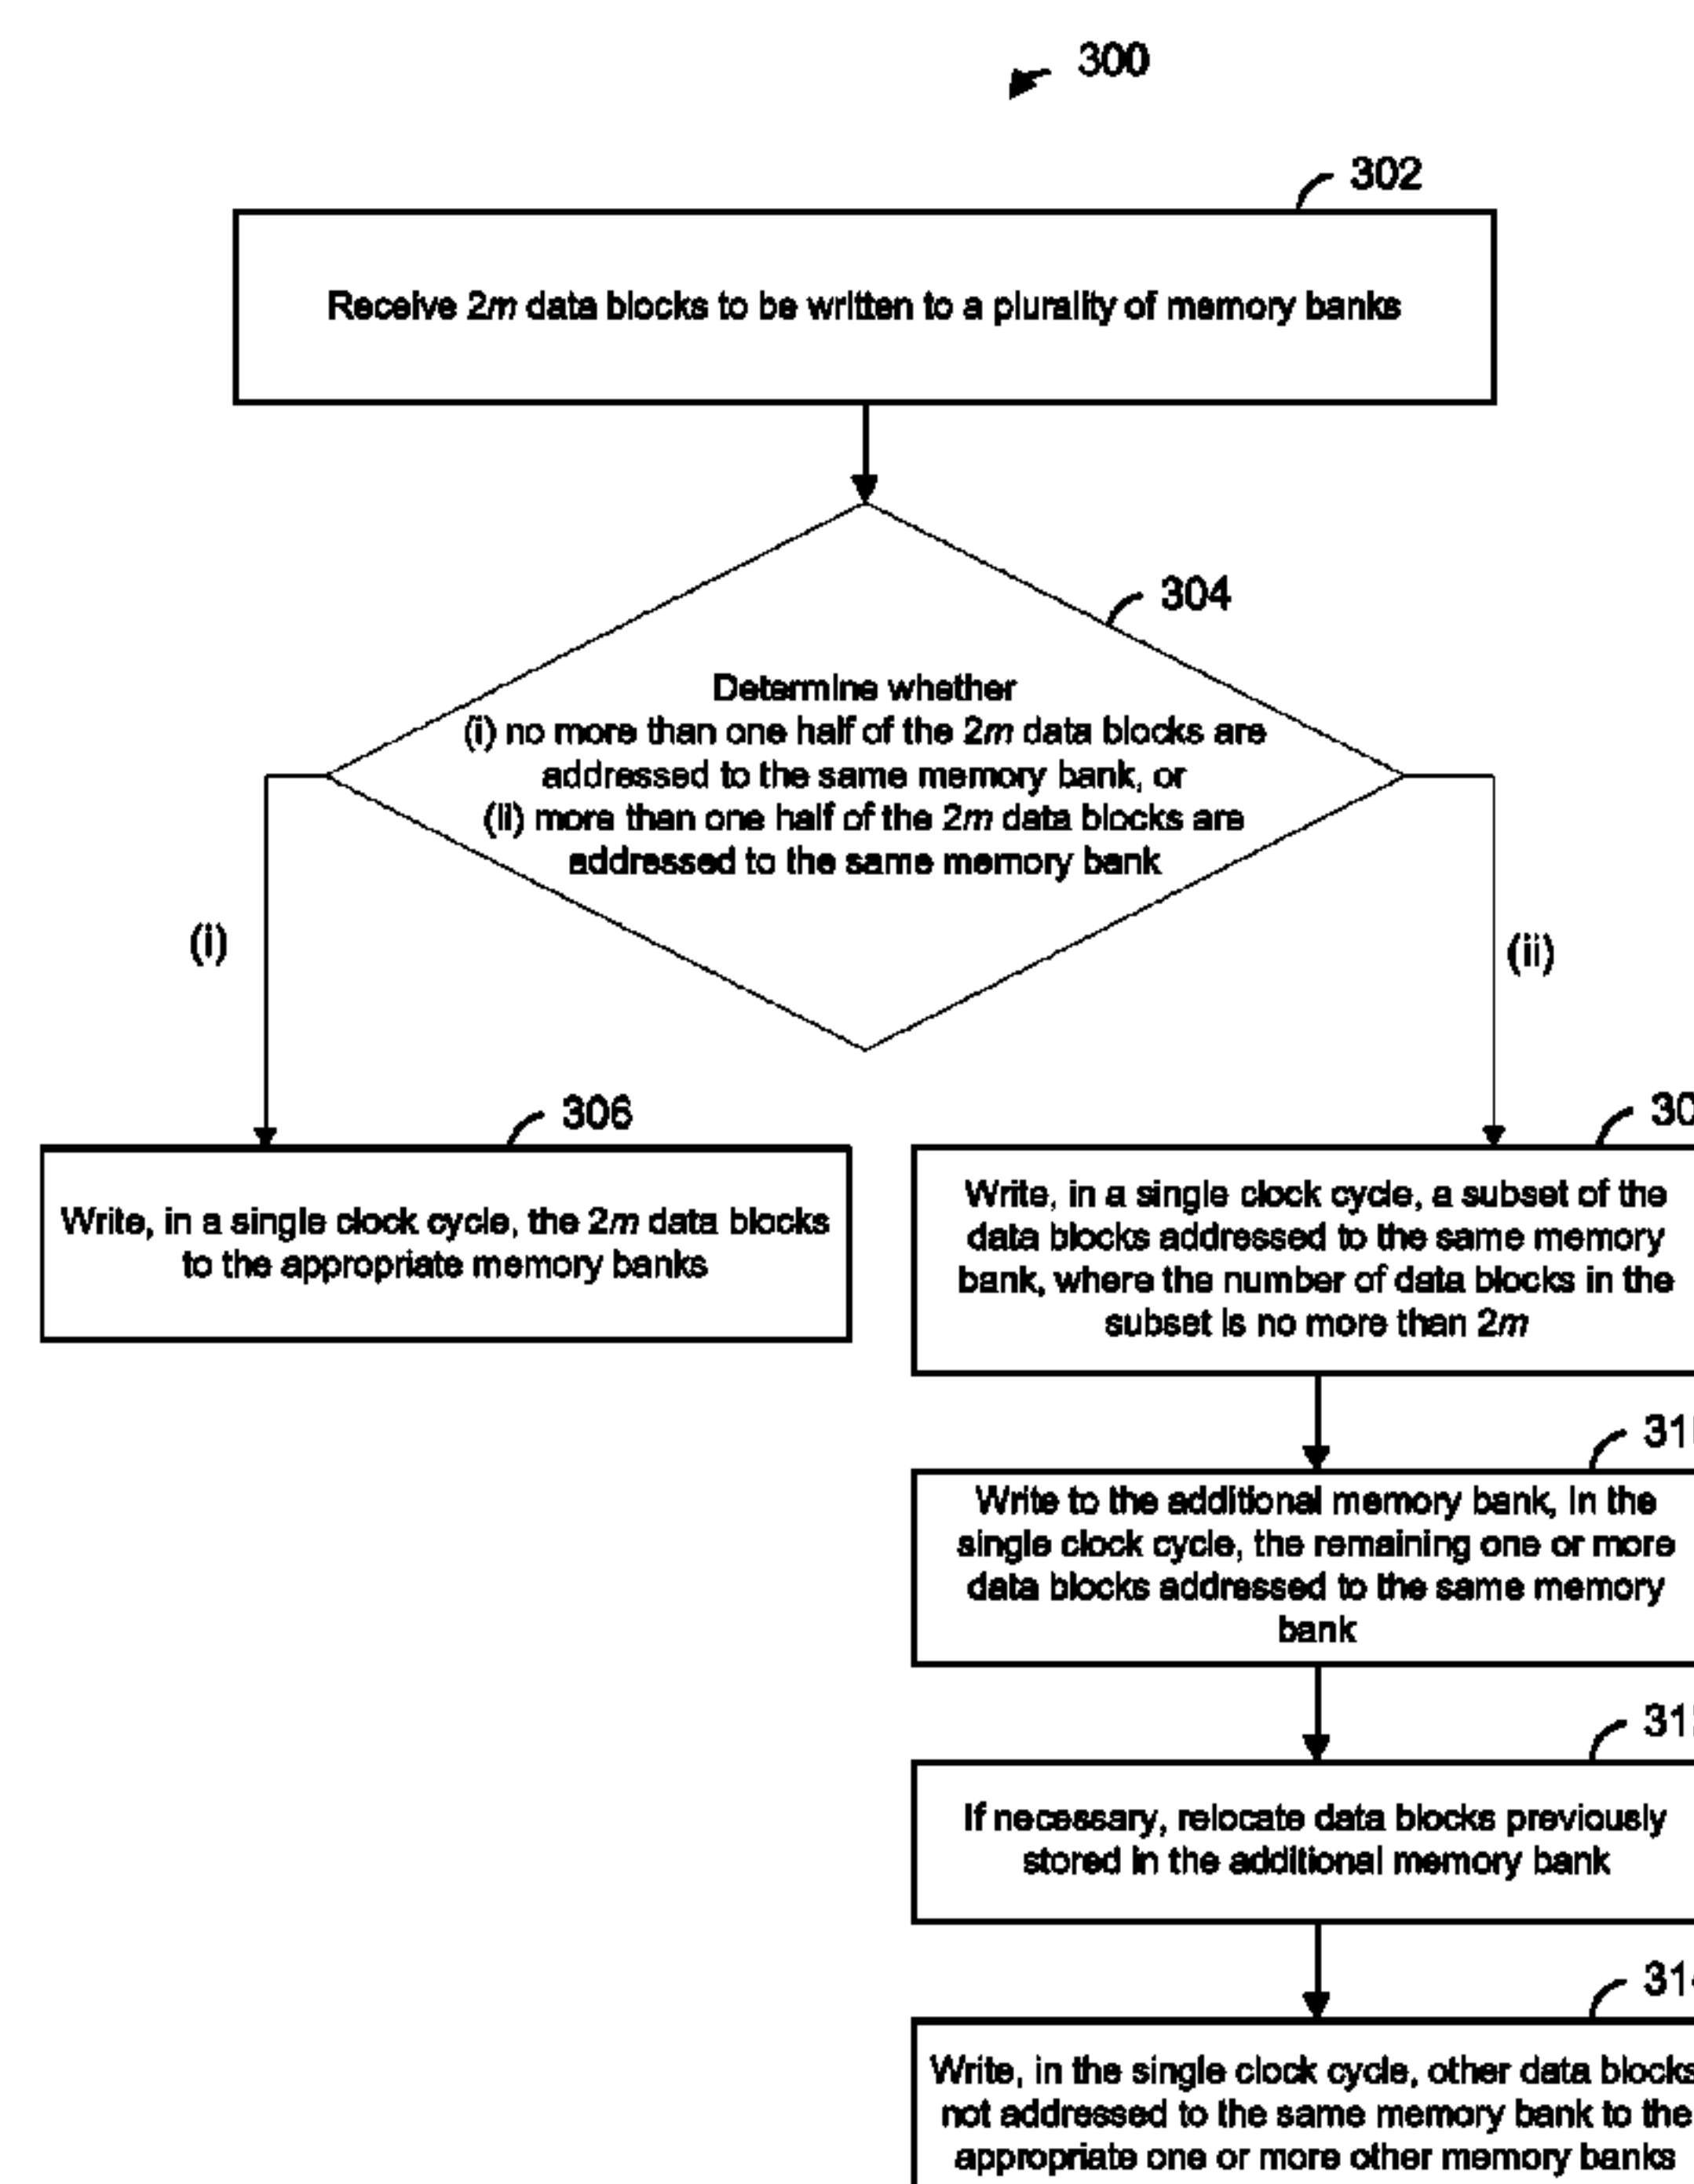 300
302
Receive 2m data blocks to be written to a plurality of memory banks
304
Determine whether
(i) no more than one half of the 2m data blocks are
addressed to the same memory bank, or
(ii) more than one half of the 2m data blocks are
addressed to the same memory bank
(i)
(ii)
306
Write, in a single clock cycle, the 2m data blocks
to the appropriate memory banks
Write, in a single clock cycle, a subset of the
data blocks addressed to the same memory
bank, where the number of data blocks in the
subset is no more than 2m
Write to the additional memory bank, in the
single clock cycle, the remaining one or more
data blocks addressed to the same memory
bank
If necessary, relocate data blocks previously
stored in the additional memory bank
Write, in the single clock cycle, other data blocks
not addressed to the same memory bank to the
appropriate one or more other memory banks